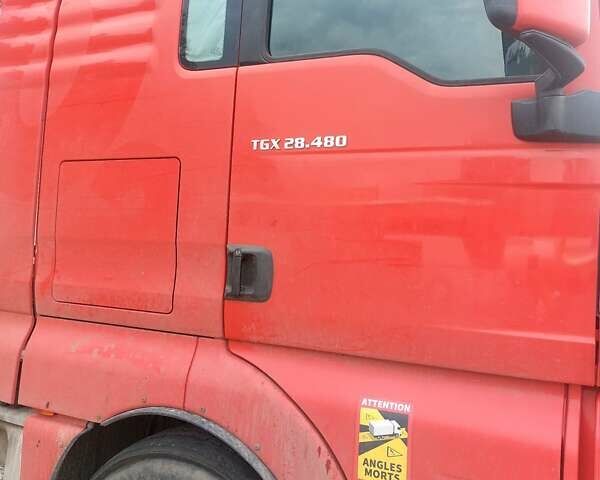 TGX 28.480
ATTENTION
ANGLES
MORTS